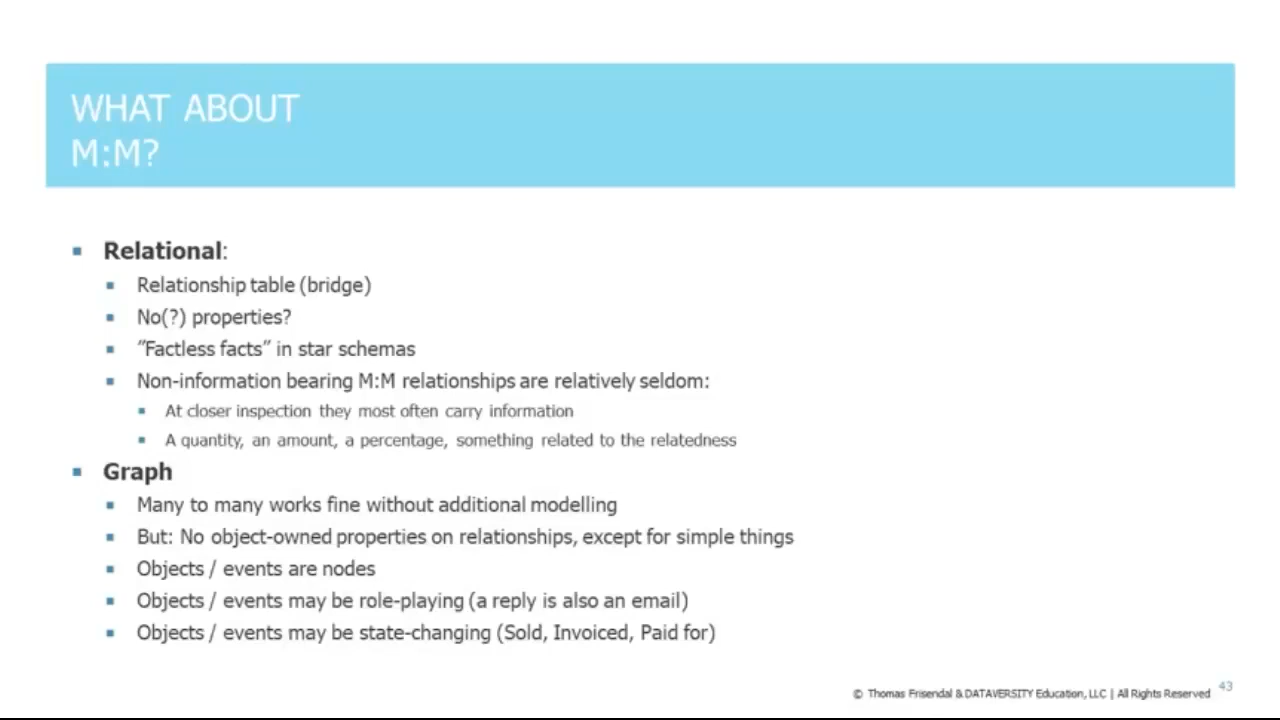 WHAT ABOUT
M:M?
▪ Relational:
▪ Relationship table (bridge)
▪ No(?) properties?
▪ ”Factless facts” in star schemas
▪ Non-information bearing M:M relationships are relatively seldom:
▪ At closer inspection they most often carry information
▪ A quantity, an amount, a percentage, something related to the relatedness
▪ Graph
▪ Many to many works fine without additional modelling
▪ But: No object-owned properties on relationships, except for simple things
▪ Objects / events are nodes
▪ Objects / events may be role-playing (a reply is also an email)
▪ Objects / events may be state-changing (Sold, Invoiced, Paid for)
© Thomas Frisendal & DATAVERSITY Education, LLC | All Rights Reserved
43